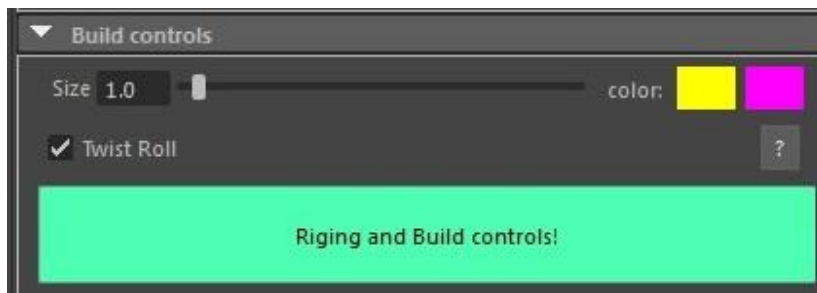 Build controls
Size 1.0 color:
Twist Roll ?
Riging and Build controls!